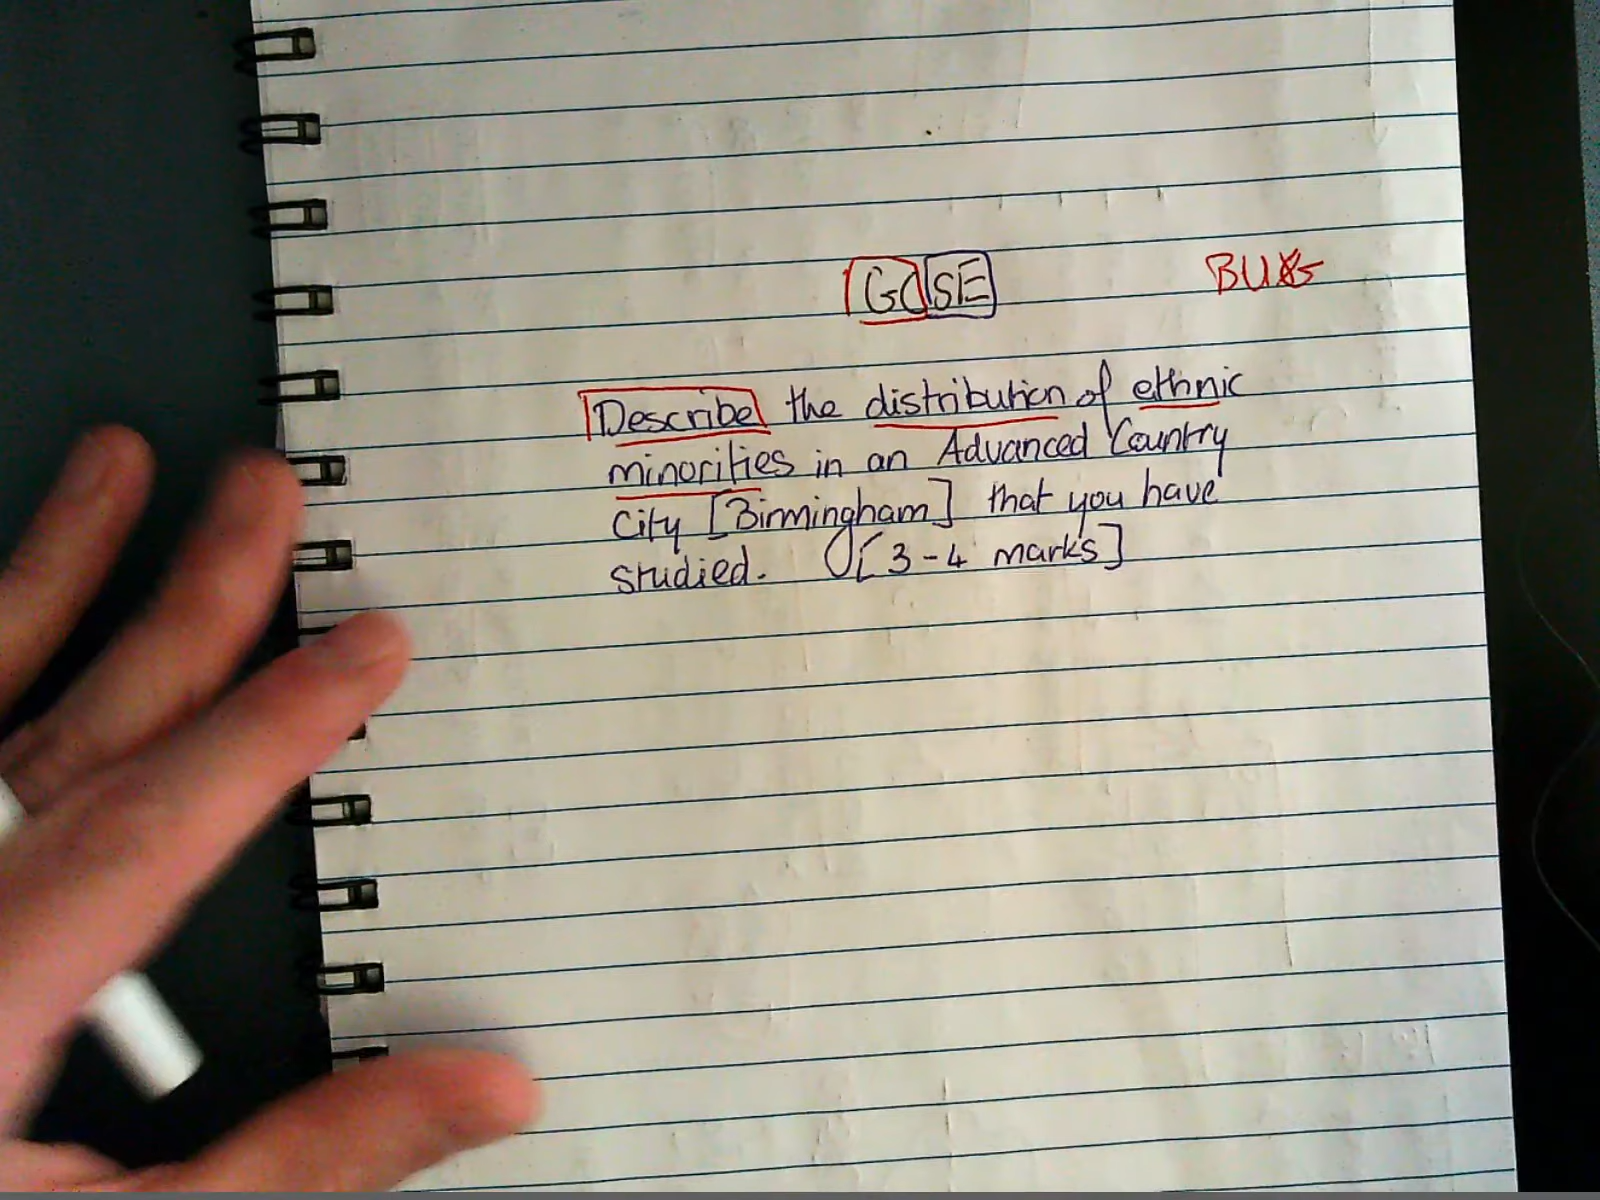 GCSE
BUG
Describe the distribution of ethnic
minorities in an Advanced Country
City [Birmingham] that you have
studied. [3-4 marks]